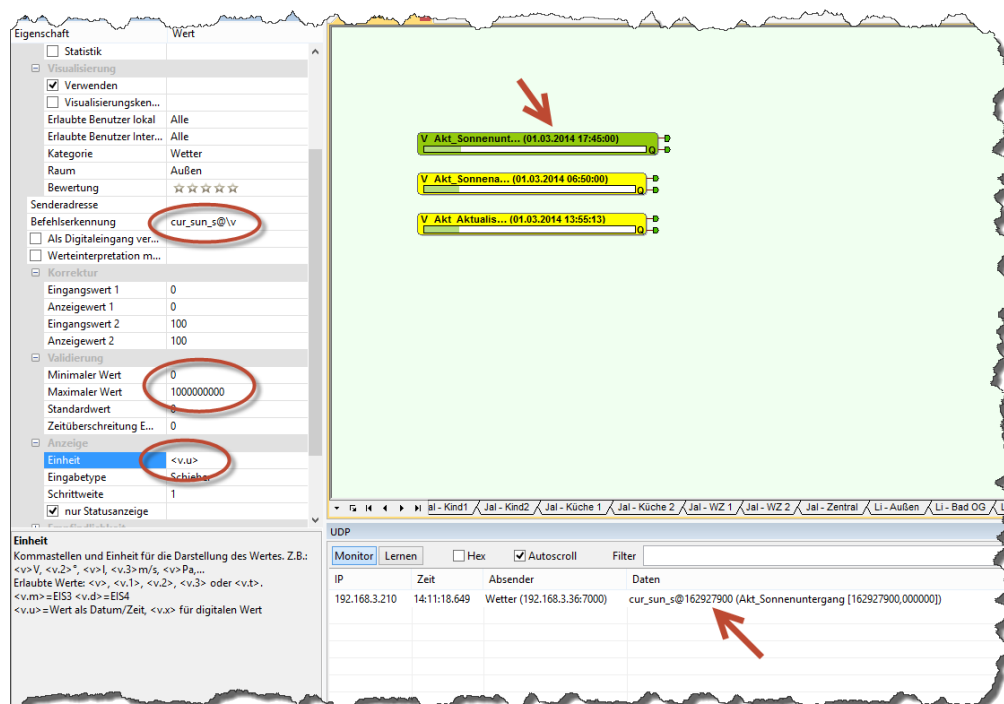 Eigenschaft Wert
Statistik
Visualisierung
Verwenden
Visualisierungsken...
Erlaubte Benutzer lokal Alle
Erlaubte Benutzer Inter... Alle
Kategorie Wetter
Raum Außen
Bewertung
Senderadresse
Befehlserkennung cur_sun_s@\v
Als Digitaleingang ver...
Werteinterpretation m...
Korrektur
Eingangswert 1 0
Anzeigewert 1 0
Eingangswert 2 100
Anzeigewert 2 100
Validierung
Minimaler Wert 0
Maximaler Wert 1000000000
Standardwert 0
Zeitüberschreitung E... 0
Anzeige
Einheit <v.u>
Eingabetype Schieber
Schrittweite 1
nur Statusanzeige
Empfindlichkeit
Einheit
Kommastellen und Einheit für die Darstellung des Wertes. Z.B.:
<v>V, <v.2>°, <v>l, <v.3>m/s, <v>Pa,...
Erlaubte Werte: <v>, <v.1>, <v.2>, <v.3> oder <v.t>.
<v.m>=EIS3 <v.d>=EIS4
<v.u>=Wert als Datum/Zeit, <v.x> für digitalen Wert
V Akt_Sonnenunt... (01.03.2014 17:45:00)
Q
V Akt_Sonnena... (01.03.2014 06:50:00)
Q
V Akt_Aktualis... (01.03.2014 13:55:13)
Q
al - Kind1 Jal - Kind2 Jal - Küche 1 Jal - Küche 2 Jal - WZ 1 Jal - WZ 2 Jal - Zentral Li - Außen Li - Bad OG
UDP
Monitor Lernen Hex Autoscroll Filter
IP Zeit Absender Daten
192.168.3.210 14:11:18.649 Wetter (192.168.3.36:7000) cur_sun_s@162927900 (Akt_Sonnenuntergang [162927900,000000])